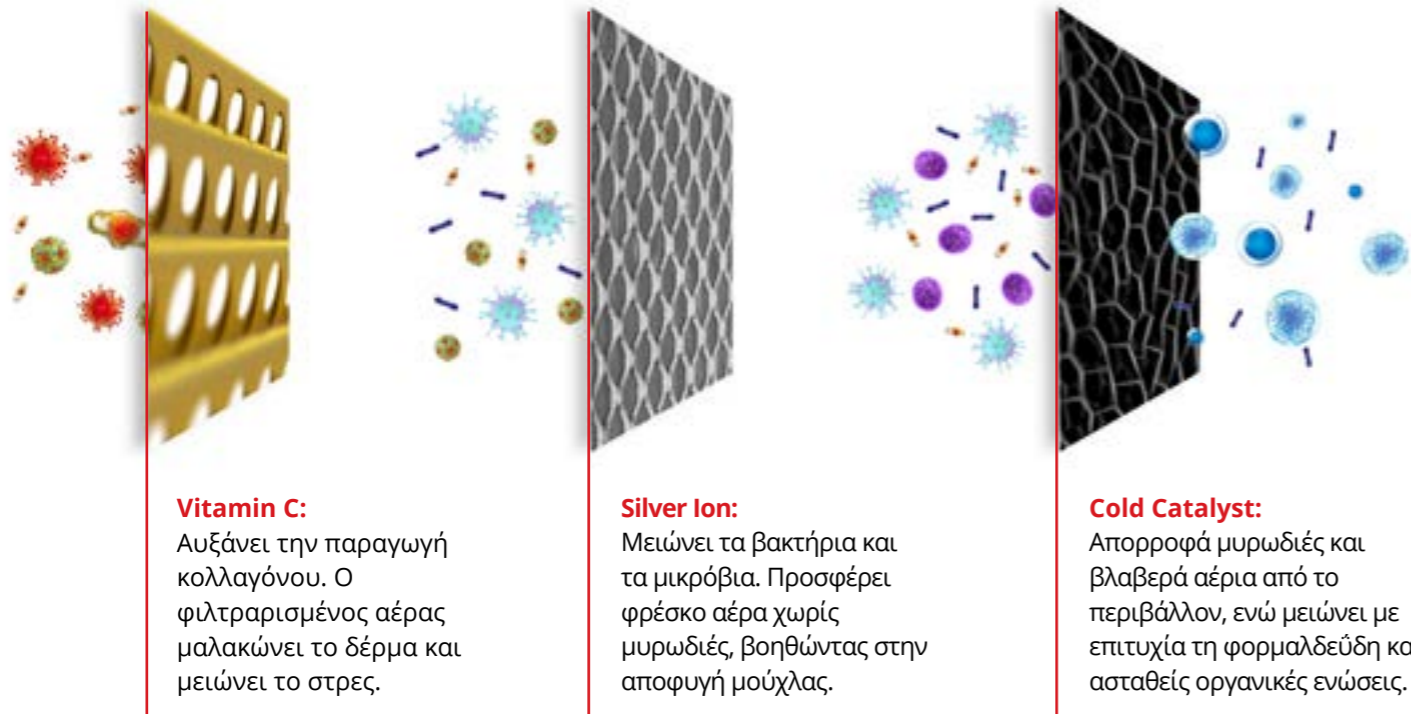 Vitamin C:
Αυξάνει την παραγωγή
κολλαγόνου. Ο
φιλτραρισμένος αέρας
μαλακώνει το δέρμα και
μειώνει το στρες.
Silver Ion:
Μειώνει τα βακτήρια και
τα μικρόβια. Προσφέρει
φρέσκο αέρα χωρίς
μυρωδιές, βοηθώντας στην
αποφυγή μούχλας.
Cold Catalyst:
Απορροφά μυρωδιές και
βλαβερά αέρια από το
περιβάλλον, ενώ μειώνει με
επιτυχία τη φορμαλδεΰδη
ασταθείς οργανικές ενώσεις.